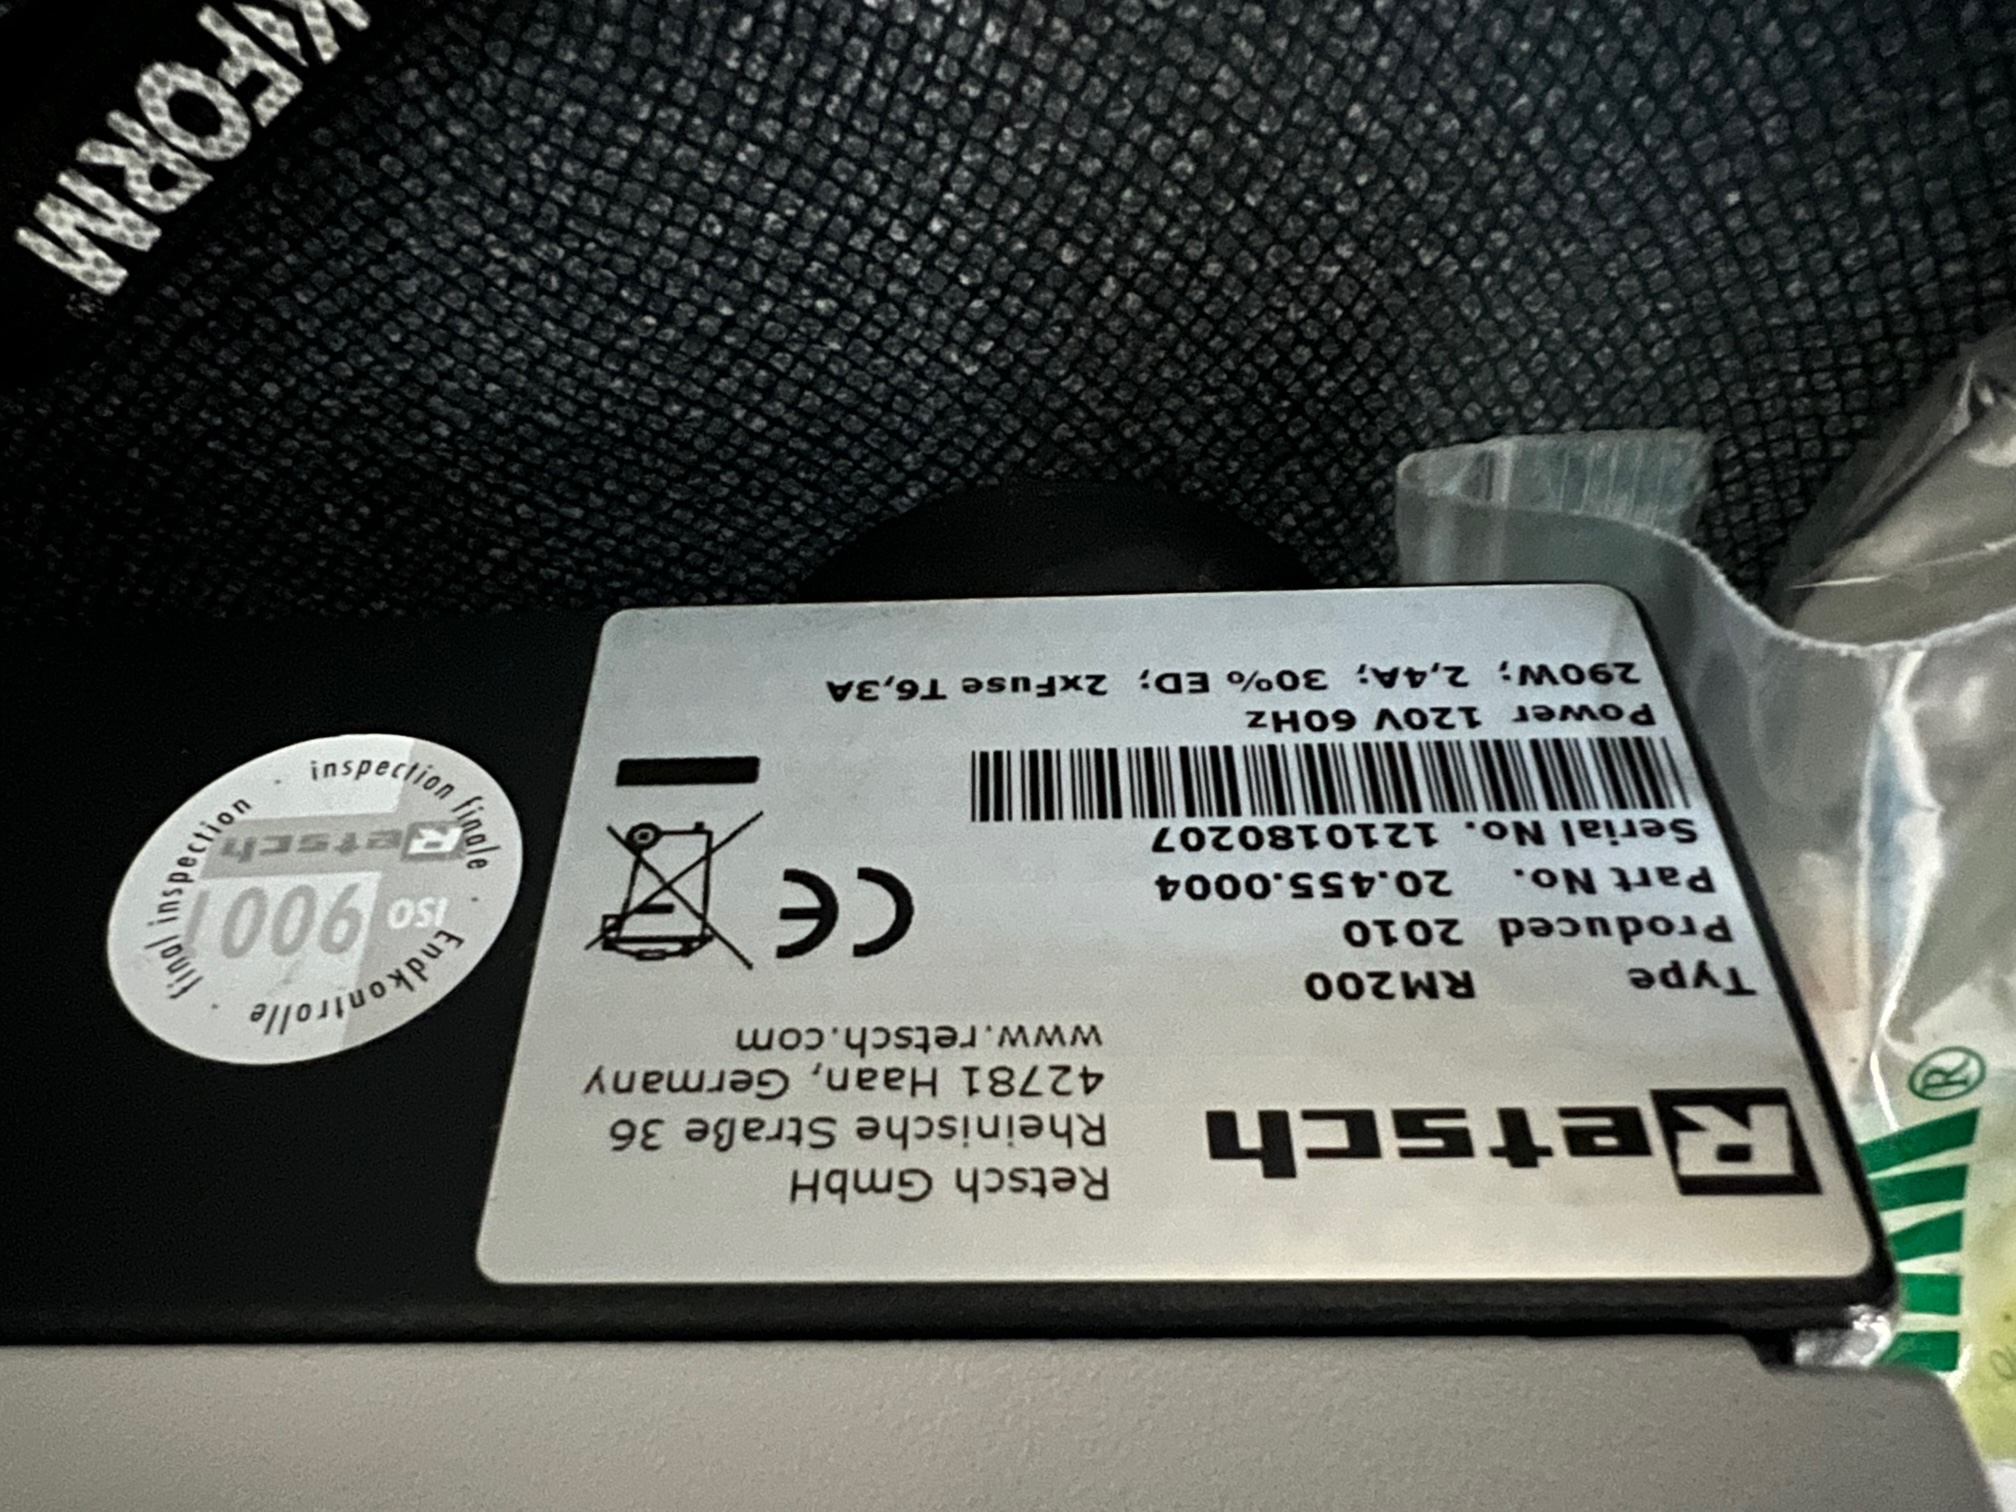 Retsch
Retsch GmbH
Rheinische Straße 36
42781 Haan, Germany
www.retsch.com
Type RM200
Produced 2010
Part No. 20.455.0004
Serial No. 1210180207
Power 120V 60Hz
290W; 2,4A; 30% ED; 2xFuse T6,3A
CE
Endkontrolle · final inspection · inspection finale ·
ISO 9001
Retsch
FORM
®